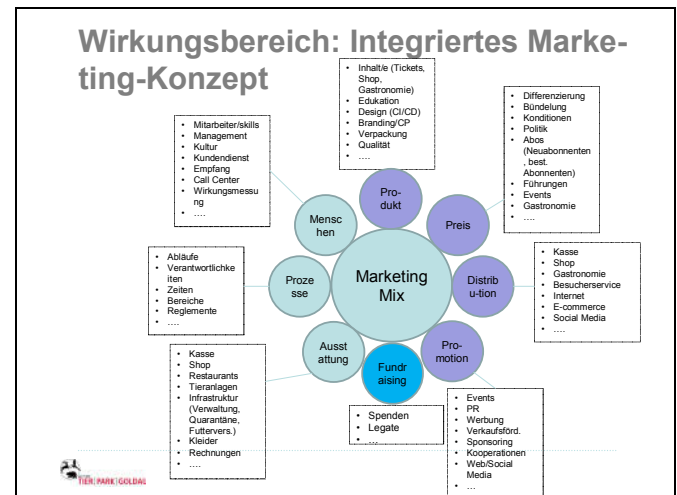 Wirkungsbereich: Integriertes Marke-
ting-Konzept
• Inhalt/e (Tickets,
Shop,
Gastronomie)
• Edukation
• Design (CI/CD)
• Branding/CP
• Verpackung
• Qualität
• ....
• Differenzierung
• Bündelung
• Konditionen
• Politik
• Abos
(Neuabonnenten
, best.
Abonnenten)
• Führungen
• Events
• Gastronomie
• ....
• Mitarbeiter/skills
• Management
• Kultur
• Kundendienst
• Empfang
• Call Center
• Wirkungsmessu
ng
• ....
Pro-
dukt
Mensc
hen
Preis
• Abläufe
• Verantwortlichke
iten
• Zeiten
• Bereiche
• Reglemente
• ....
Proze
sse
Marketing
Mix
Distrib
u-tion
• Kasse
• Shop
• Gastronomie
• Besucherservice
• Internet
• E-commerce
• Social Media
• ....
Ausst
attung
Fundr
aising
Pro-
motion
• Kasse
• Shop
• Restaurants
• Tieranlagen
• Infrastruktur
(Verwaltung,
Quarantäne,
Futtervers.)
• Kleider
• Rechnungen
• ....
• Spenden
• Legate
• ...
• Events
• PR
• Werbung
• Verkaufsförd.
• Sponsoring
• Kooperationen
• Web/Social
Media
• ...
TIERPARK GOLDAU